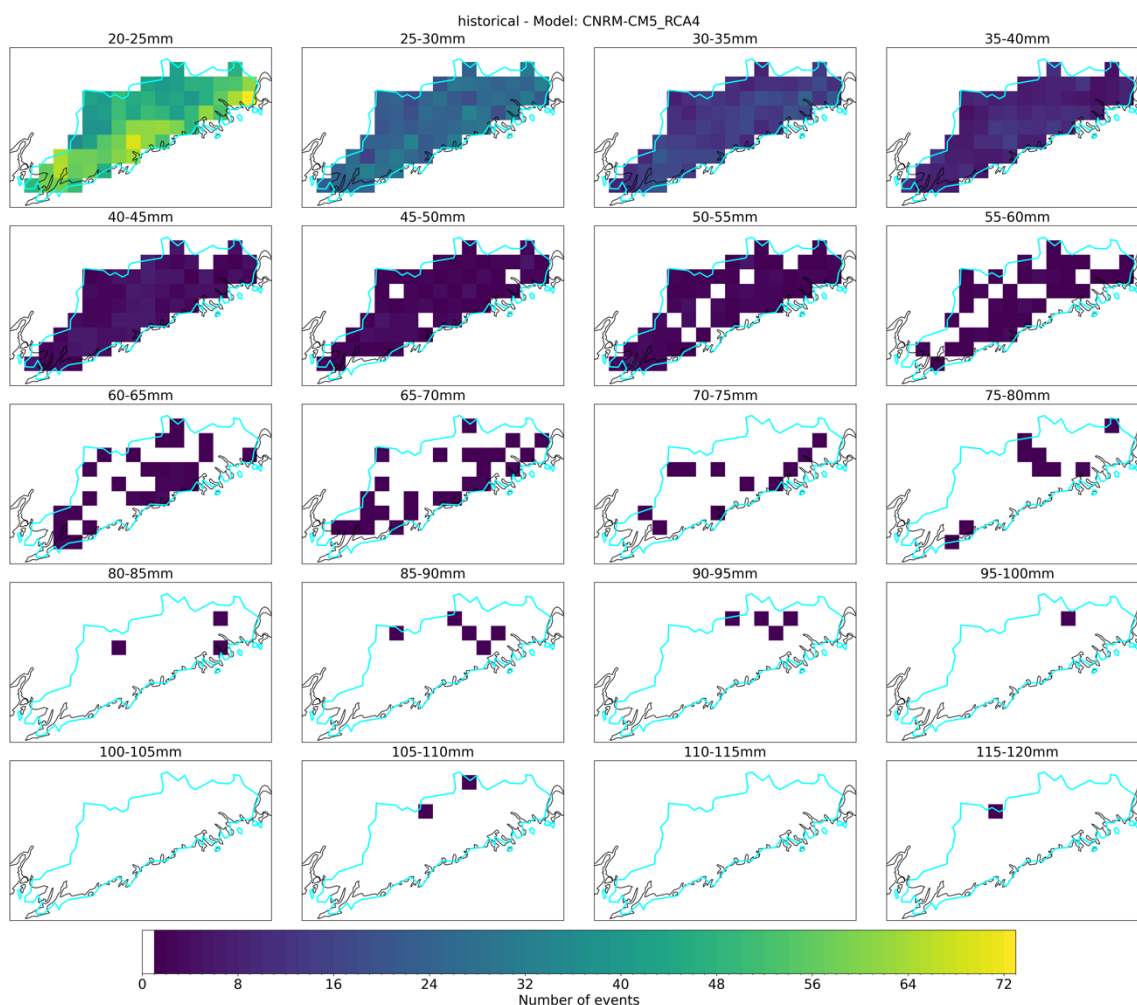 historical - Model: CNRM-CM5_RCA4
20-25mm 25-30mm 30-35mm 35-40mm
40-45mm 45-50mm 50-55mm 55-60mm
60-65mm 65-70mm 70-75mm 75-80mm
80-85mm 85-90mm 90-95mm 95-100mm
100-105mm 105-110mm 110-115mm 115-120mm
0 8 16 24 32 40 48 56 64 72
Number of events